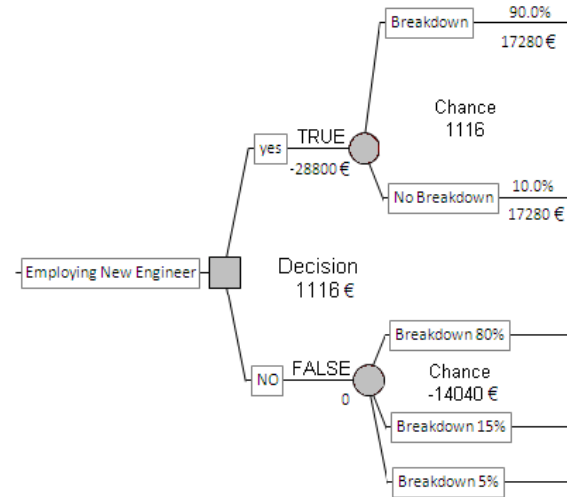 Breakdown
90.0%
17280 €
Chance
1116
yes
TRUE
-28800 €
No Breakdown
10.0%
17280 €
Employing New Engineer
Decision
1116 €
Breakdown 80%
NO
FALSE
0
Chance
-14040 €
Breakdown 15%
Breakdown 5%